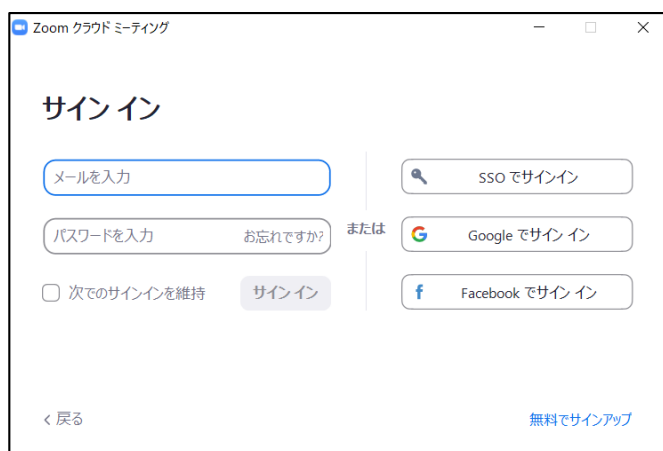 Zoom クラウド ミーティング
サイン イン
メールを入力
パスワードを入力 お忘れですか?
次でのサインインを維持 サイン イン
または
SSO でサインイン
Google でサイン イン
Facebook でサイン イン
< 戻る
無料でサインアップ